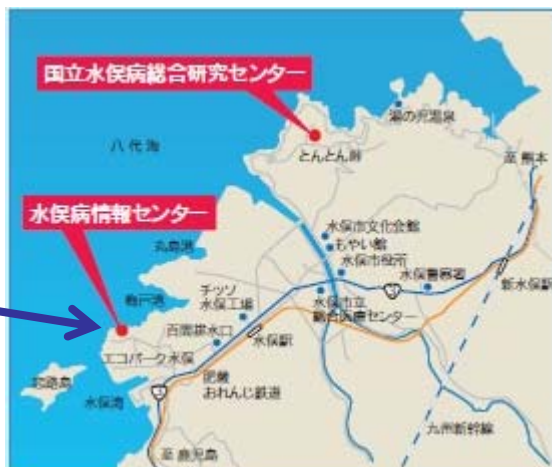 国立水俣病総合研究センター
湯の児温泉
とんとん峠
八代海
至 熊本
水俣病情報センター
水俣市文化会館
もやい館
水俣市役所
丸島港
水俣警察署
新水俣駅
梅戸港
チッソ
水俣工場
3
水俣市立
総合医療センター
百間排水口
水俣駅
エコパーク水俣
恋路島
肥薩
おれんじ鉄道
水俣湾
3
九州新幹線
至 鹿児島